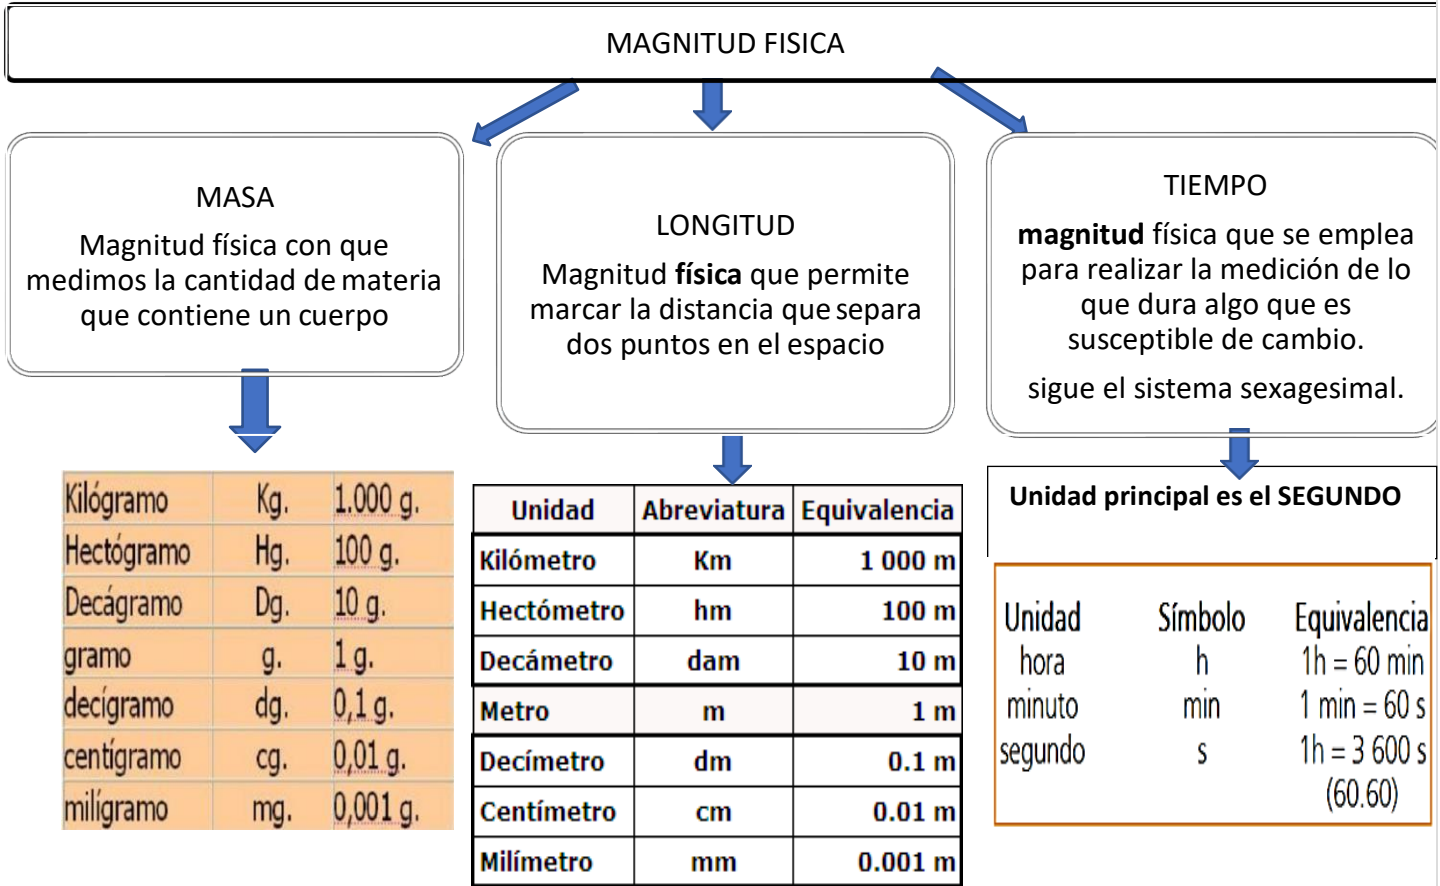 MAGNITUD FISICA
MASA
Magnitud física con que
medimos la cantidad de materia
que contiene un cuerpo
LONGITUD
Magnitud física que permite
marcar la distancia que separa
dos puntos en el espacio
TIEMPO
magnitud física que se emplea
para realizar la medición de lo
que dura algo que es
susceptible de cambio.
sigue el sistema sexagesimal.
Kilógramo Kg. 1.000 g.
Hectógramo Hg. 100 g.
Decágramo Dg. 10 g.
gramo g. 1 g.
decígramo dg. 0,1 g.
centígramo cg. 0,01 g.
milígramo mg. 0,001 g.
Unidad Abreviatura Equivalencia
Kilómetro Km 1 000 m
Hectómetro hm 100 m
Decámetro dam 10 m
Metro m 1 m
Decímetro dm 0.1 m
Centímetro cm 0.01 m
Milímetro mm 0.001 m
Unidad principal es el SEGUNDO
Unidad Símbolo Equivalencia
hora h 1h = 60 min
minuto min 1 min = 60 s
segundo s 1h = 3 600 s
(60.60)